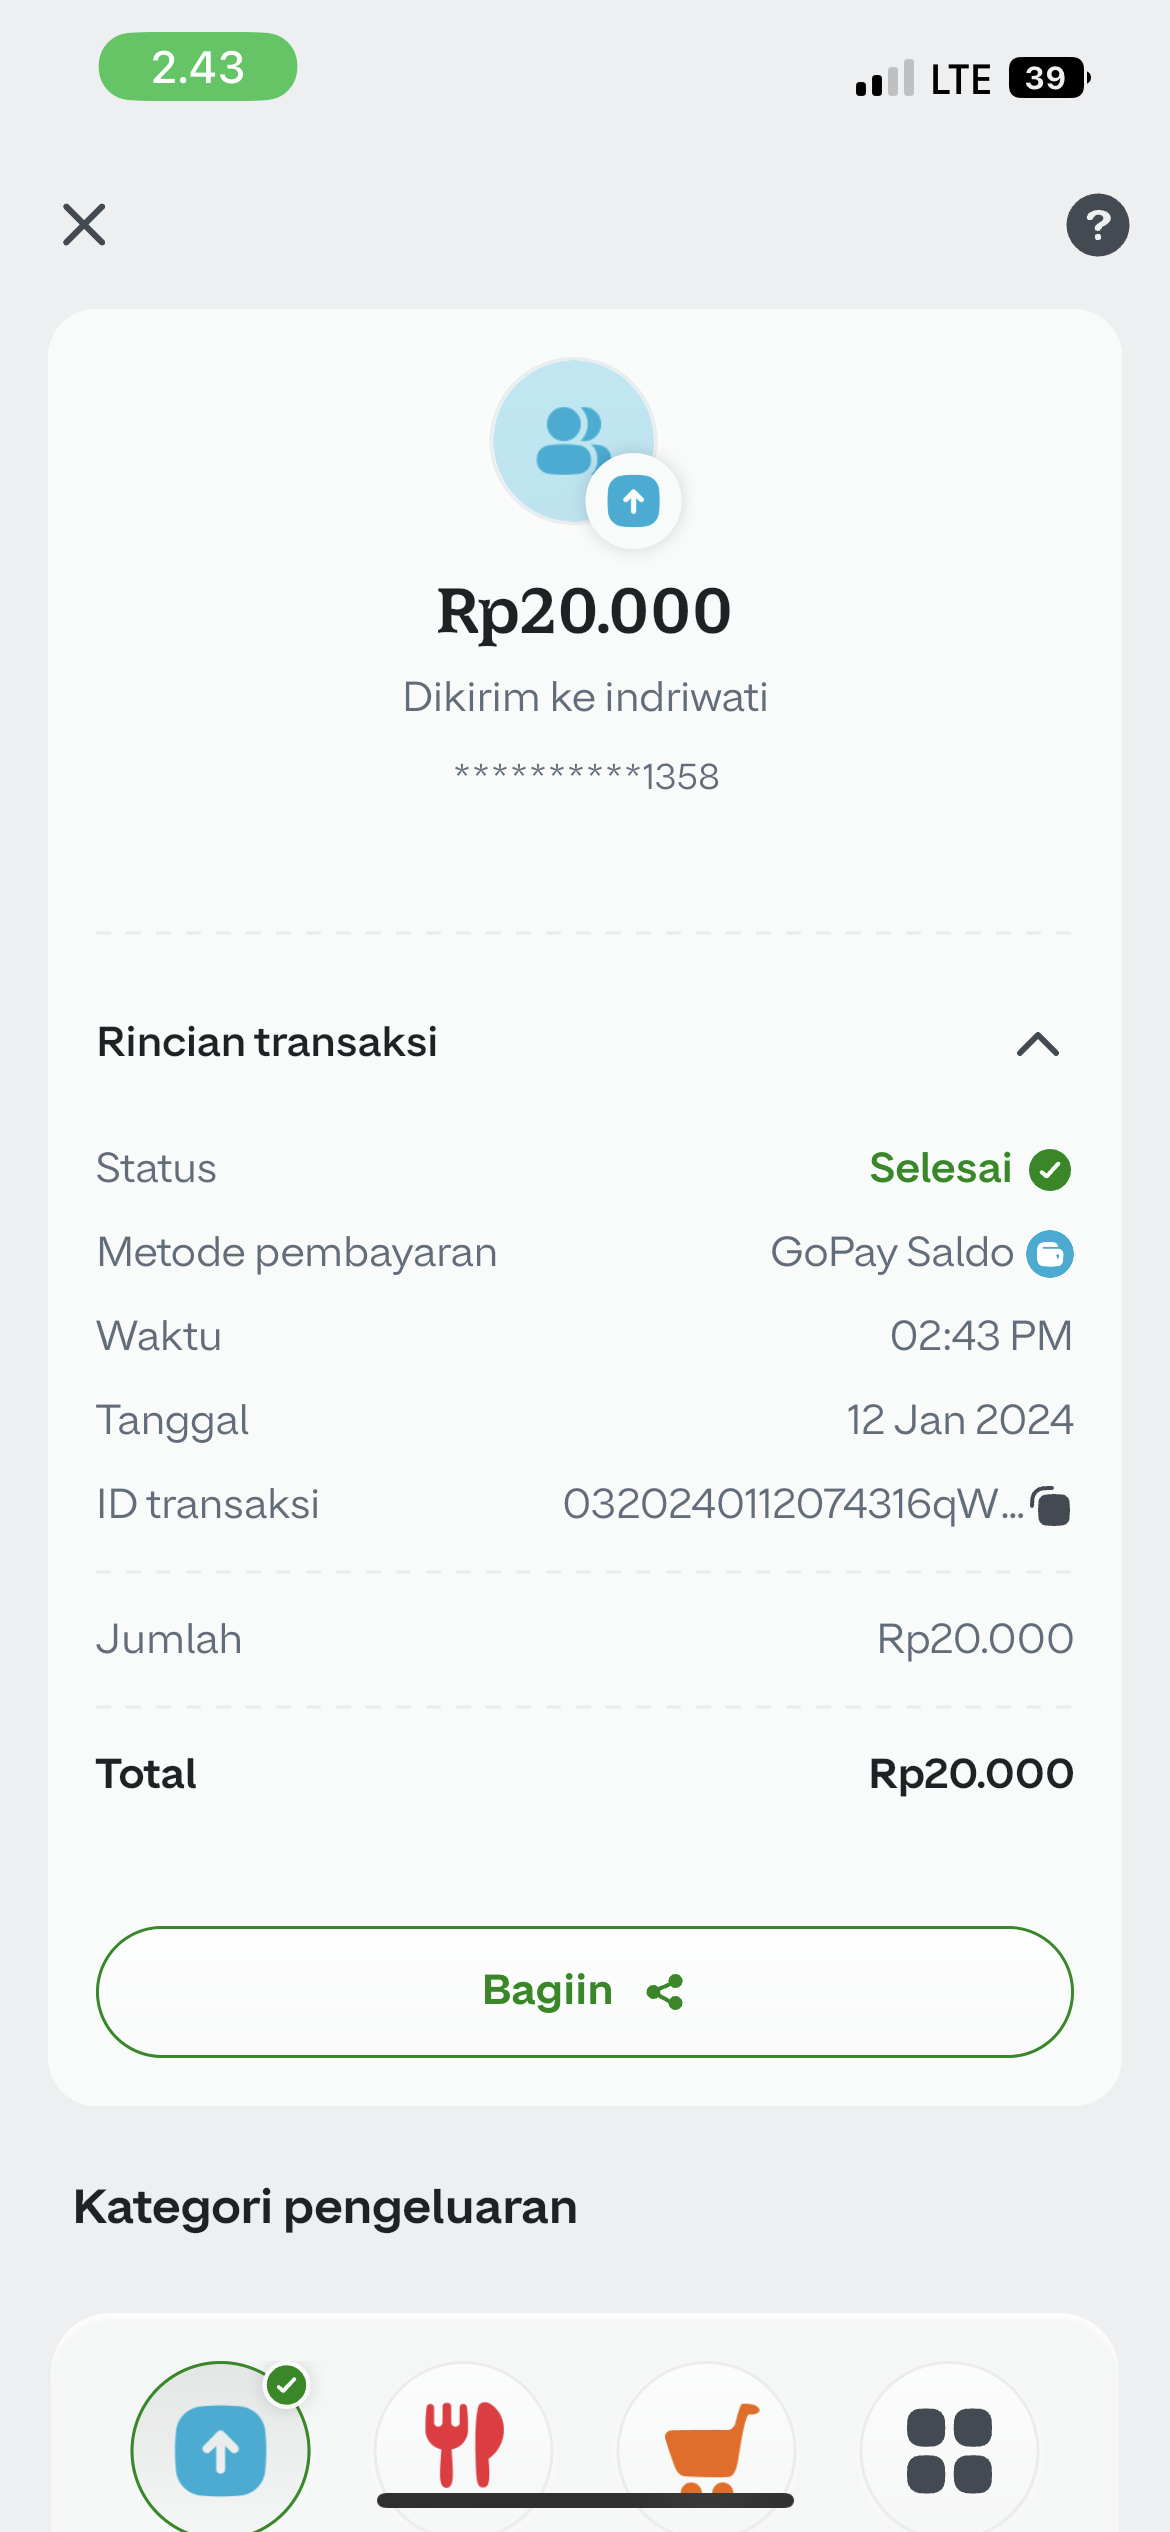 2.43
LTE 39
?
Rp20.000
Dikirim ke indriwati
**********1358
Rincian transaksi
Status Selesai
Metode pembayaran GoPay Saldo
Waktu 02:43 PM
Tanggal 12 Jan 2024
ID transaksi 0320240112074316qW...
Jumlah Rp20.000
Total Rp20.000
Bagiin
Kategori pengeluaran